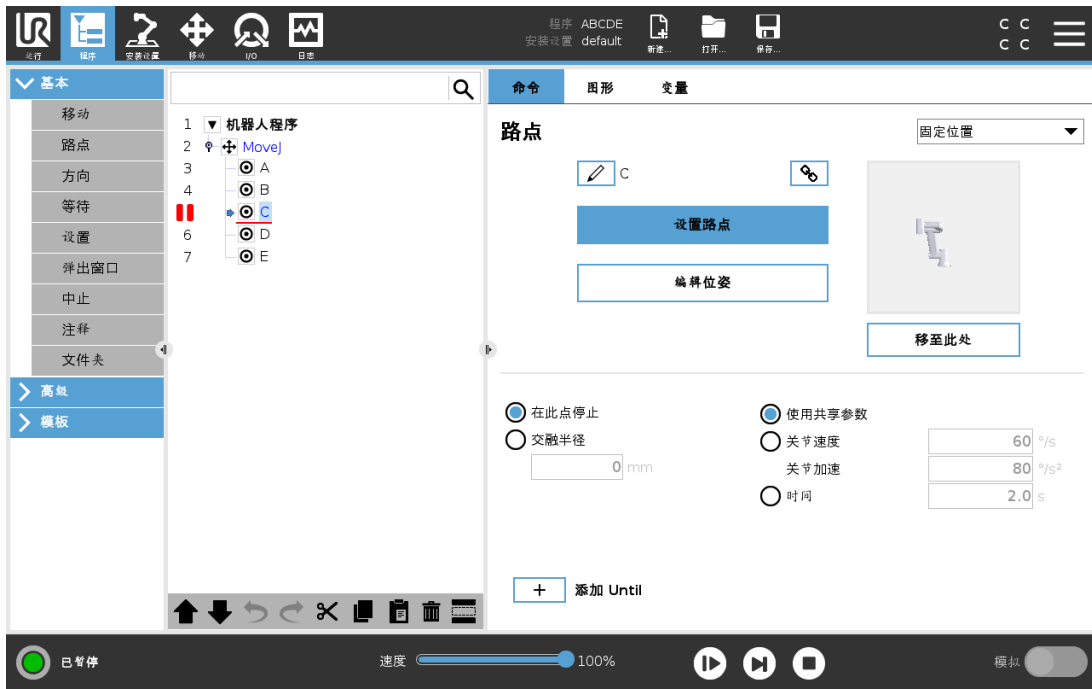 UR
运行
程序
安装设置
移动
I/O
日志
程序 ABCDE
安装设置 default
新建...
打开...
保存...
C C
C C
基本
移动
路点
方向
等待
设置
弹出窗口
中止
注释
文件夹
高级
模板
1 机器人程序
2 MoveJ
3 A
4 B
C
6 D
7 E
命令 图形 变量
路点
固定位置
C
设置路点
编辑位姿
移至此处
在此点停止
交融半径
0 mm
使用共享参数
关节速度 60 °/s
关节加速 80 °/s²
时间 2.0 s
+ 添加 Until
已暂停
速度 100%
模拟